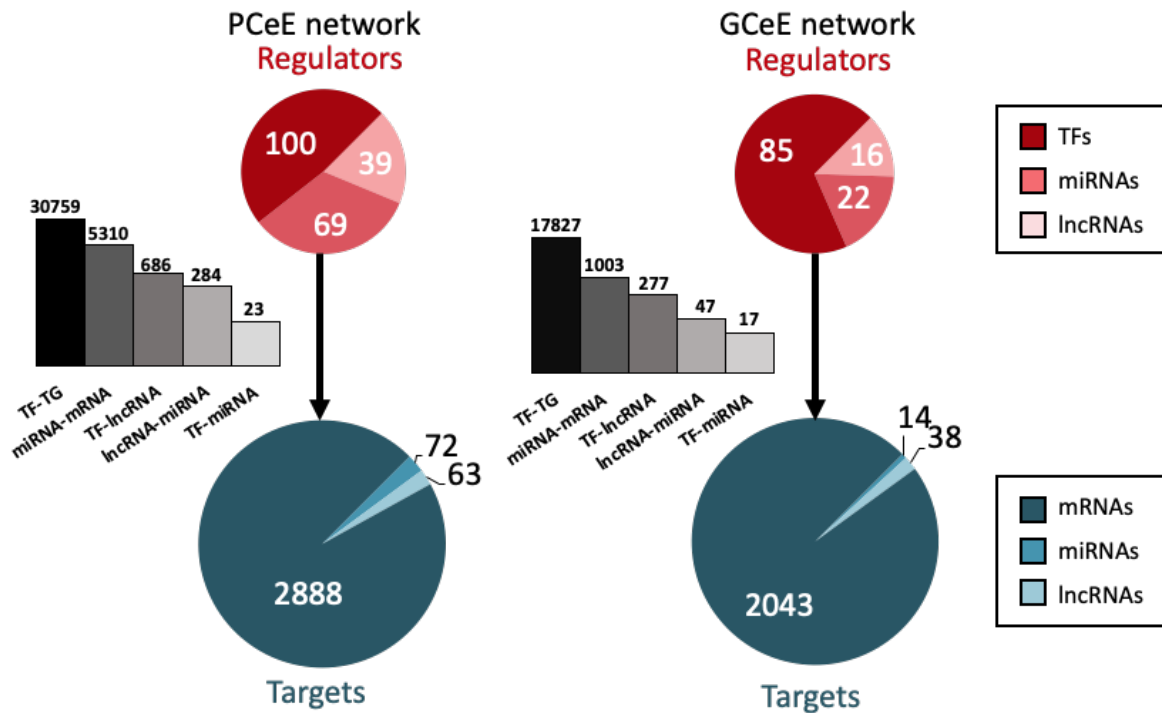 PCeE network
Regulators
100
39
69
30759
5310
686
284
23
TF-TG
miRNA-mRNA
TF-lncRNA
lncRNA-miRNA
TF-miRNA
72
63
2888
Targets
GCeE network
Regulators
85
16
22
17827
1003
277
47
17
TF-TG
miRNA-mRNA
TF-lncRNA
lncRNA-miRNA
TF-miRNA
14
38
2043
Targets
TFs
miRNAs
lncRNAs
mRNAs
miRNAs
lncRNAs